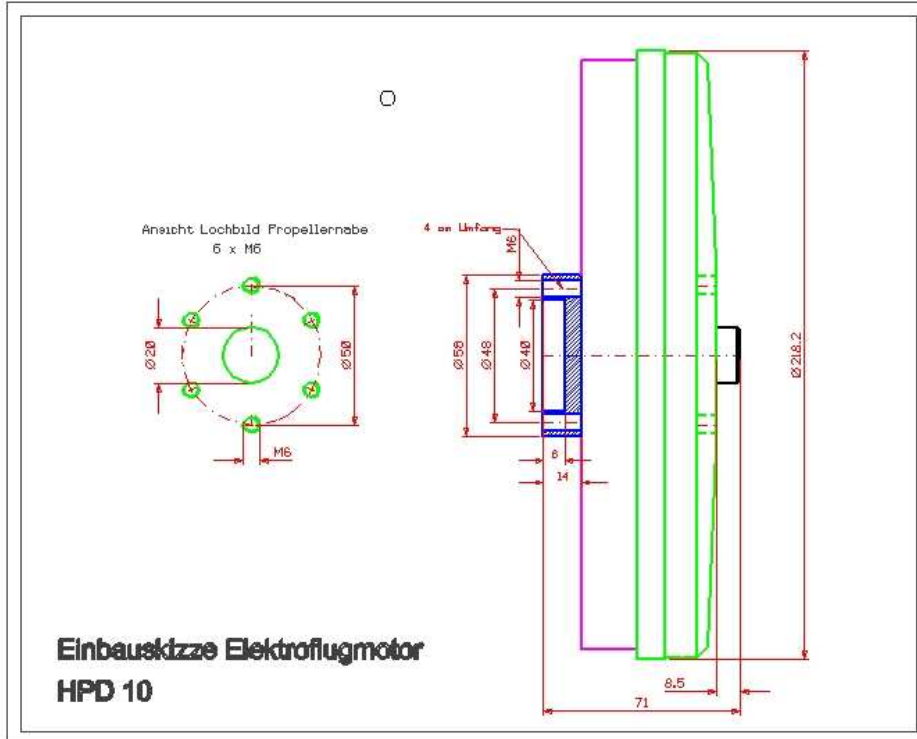 Ansicht Lochbild Propellernabe
6 x M6
Ø20
Ø50
M6
4 am Umfang
M6
Ø58
Ø48
Ø40
14
Ø218.2
8.5
71
Einbauskizze Elektroflugmotor
HPD 10